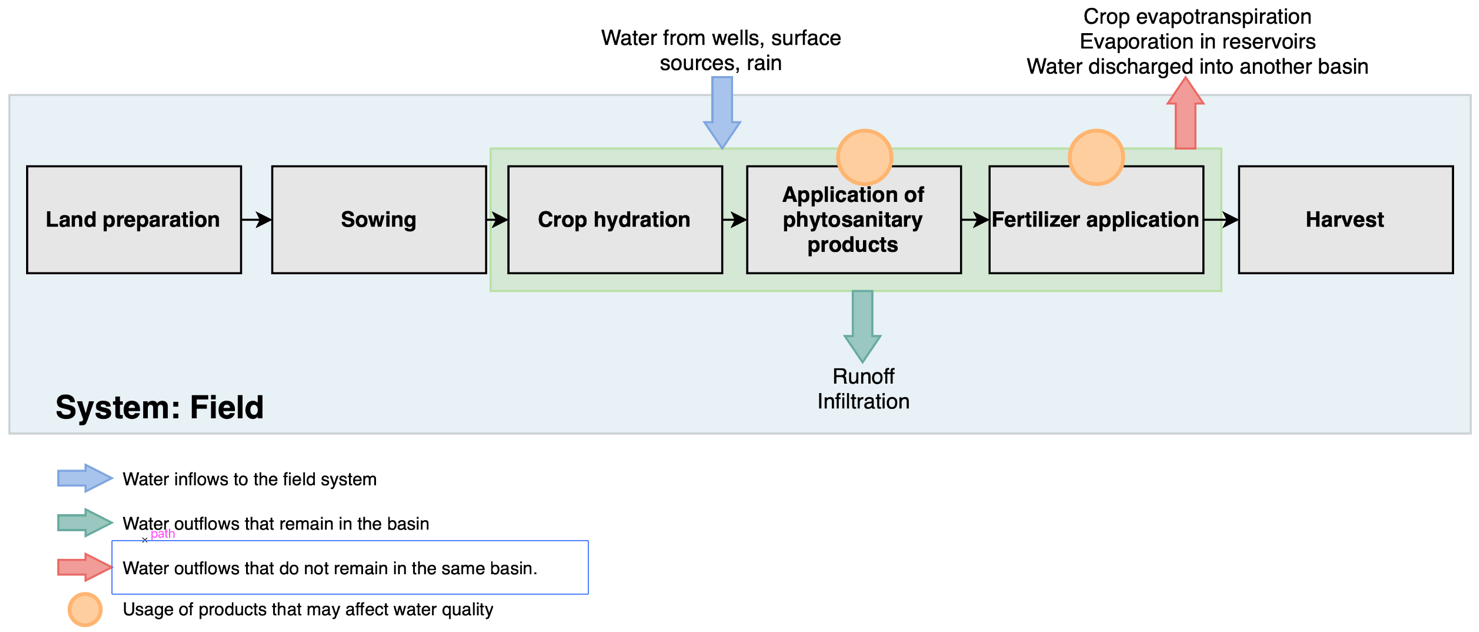 Water from wells, surface
sources, rain
Crop evapotranspiration
Evaporation in reservoirs
Water discharged into another basin
Land preparation
Sowing
Crop hydration
Application of
phytosanitary
products
Fertilizer application
Harvest
Runoff
Infiltration
System: Field
Water inflows to the field system
Water outflows that remain in the basin
path
Water outflows that do not remain in the same basin.
Usage of products that may affect water quality